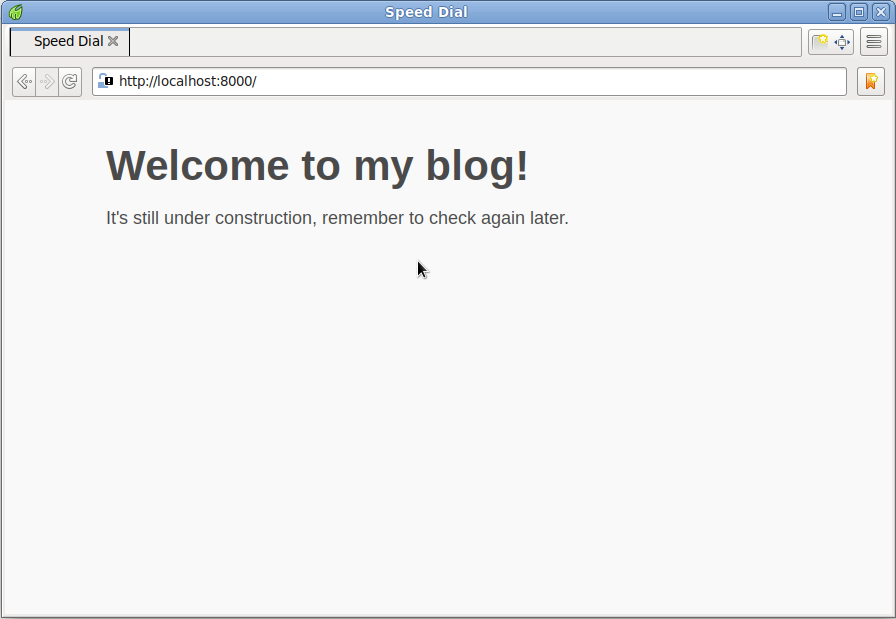 Speed Dial
Speed Dial
http://localhost:8000/
Welcome to my blog!
It's still under construction, remember to check again later.